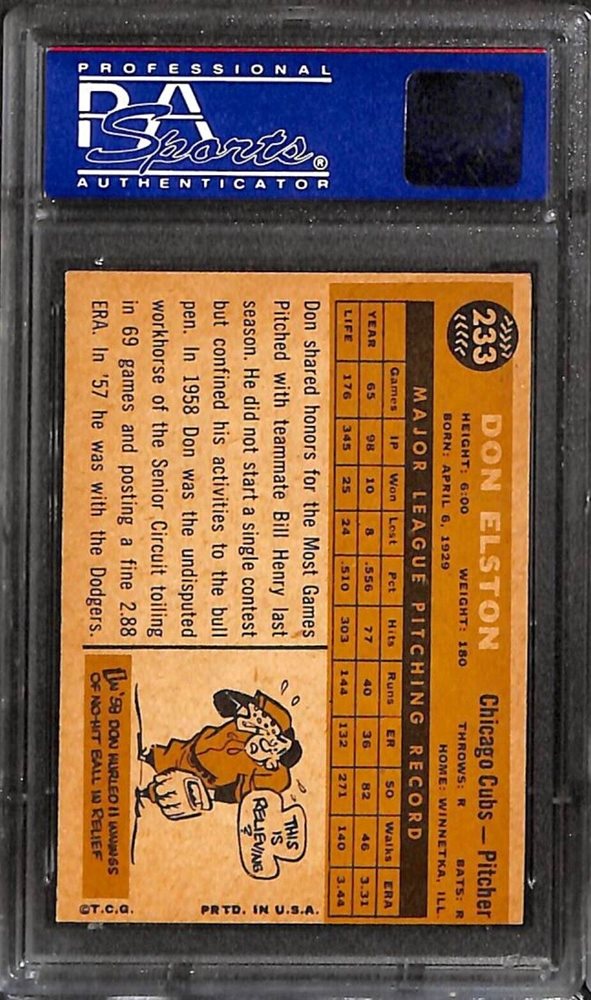 PROFESSIONAL
PSA
Sports®
AUTHENTICATOR
233
DON ELSTON Chicago Cubs — Pitcher
HEIGHT: 6:00 WEIGHT: 180 THROWS: R BATS: R
BORN: APRIL 6, 1929 HOME: WINNETKA, ILL.
MAJOR LEAGUE PITCHING RECORD
Games IP Won Lost Pct Hits Runs ER SO Walks ERA
YEAR 65 98 10 8 .556 77 40 36 82 46 3.31
LIFE 176 345 25 24 .510 303 144 132 271 140 3.44
Don shared honors for the Most Games
Pitched with teammate Bill Henry last
season. He did not start a single contest
but confined his activities to the bull
pen. In 1958 Don was the undisputed
workhorse of the Senior Circuit toiling
in 69 games and posting a fine 2.88
ERA. In '57 he was with the Dodgers.
THIS
IS
RELIEVING?
IN '58 DON HURLED 11 INNINGS
OF NO-HIT BALL IN RELIEF
©T.C.G. PRTD. IN U.S.A.